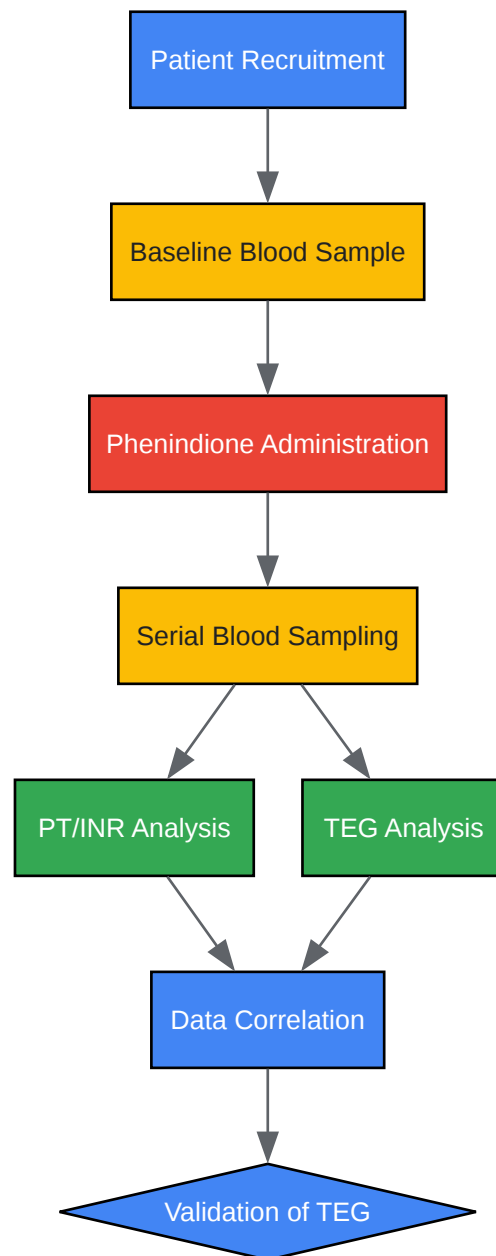 Patient Recruitment
Baseline Blood Sample
Phenindione Administration
Serial Blood Sampling
PT/INR Analysis
TEG Analysis
Data Correlation
Validation of TEG